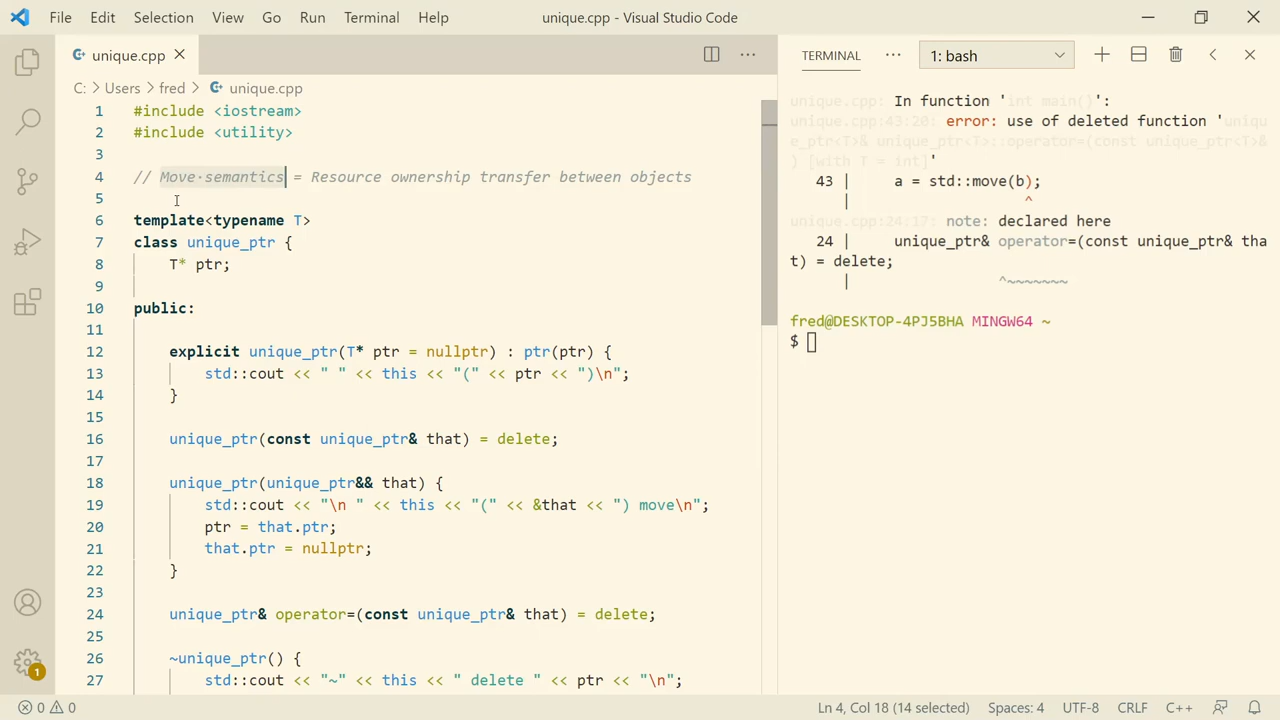 File Edit Selection View Go Run Terminal Help unique.cpp - Visual Studio Code
unique.cpp
C: > Users > fred > unique.cpp
1 #include <iostream>
2 #include <utility>
3
4 // Move·semantics = Resource ownership transfer between objects
5
6 template<typename T>
7 class unique_ptr {
8 T* ptr;
9
10 public:
11
12 explicit unique_ptr(T* ptr = nullptr) : ptr(ptr) {
13 std::cout << " " << this << "(" << ptr << ")\n";
14 }
15
16 unique_ptr(const unique_ptr& that) = delete;
17
18 unique_ptr(unique_ptr&& that) {
19 std::cout << "\n " << this << "(" << &that << ") move\n";
20 ptr = that.ptr;
21 that.ptr = nullptr;
22 }
23
24 unique_ptr& operator=(const unique_ptr& that) = delete;
25
26 ~unique_ptr() {
27 std::cout << "~" << this << " delete " << ptr << "\n";
TERMINAL 1: bash
unique.cpp: In function 'int main()':
unique.cpp:43:20: error: use of deleted function 'uniqu
e_ptr<T>& unique_ptr<T>::operator=(const unique_ptr<T>&
) [with T = int]'
43 | a = std::move(b);
| ^
unique.cpp:24:17: note: declared here
24 | unique_ptr& operator=(const unique_ptr& tha
t) = delete;
| ^~~~~~~~
fred@DESKTOP-4PJ5BHA MINGW64 ~
$
1
0 0 Ln 4, Col 18 (14 selected) Spaces: 4 UTF-8 CRLF C++